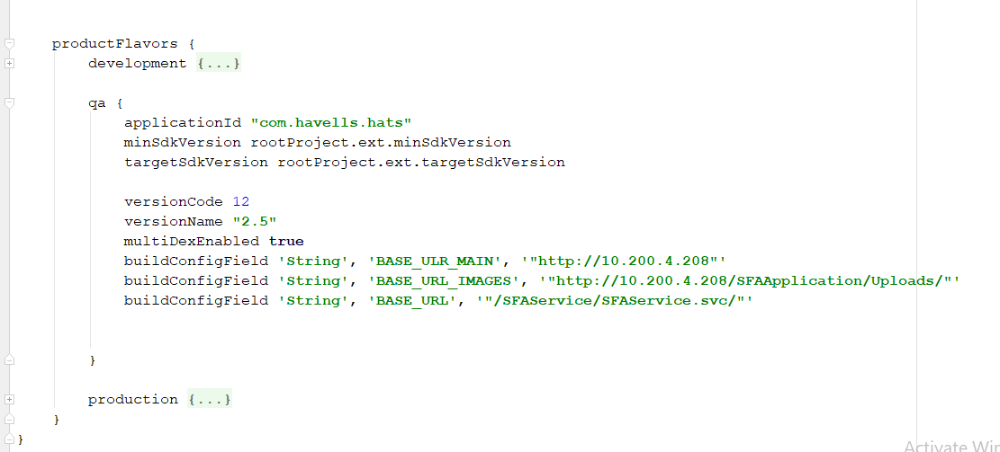 productFlavors {
development {...}
qa {
applicationId "com.havells.hats"
minSdkVersion rootProject.ext.minSdkVersion
targetSdkVersion rootProject.ext.targetSdkVersion
versionCode 12
versionName "2.5"
multiDexEnabled true
buildConfigField 'String', 'BASE_ULR_MAIN', '"http://10.200.4.208"'
buildConfigField 'String', 'BASE_URL_IMAGES', '"http://10.200.4.208/SFAApplication/Uploads/"'
buildConfigField 'String', 'BASE_URL', '"/SFAService/SFAService.svc/"'
}
production {...}
}
}
Activate Wir